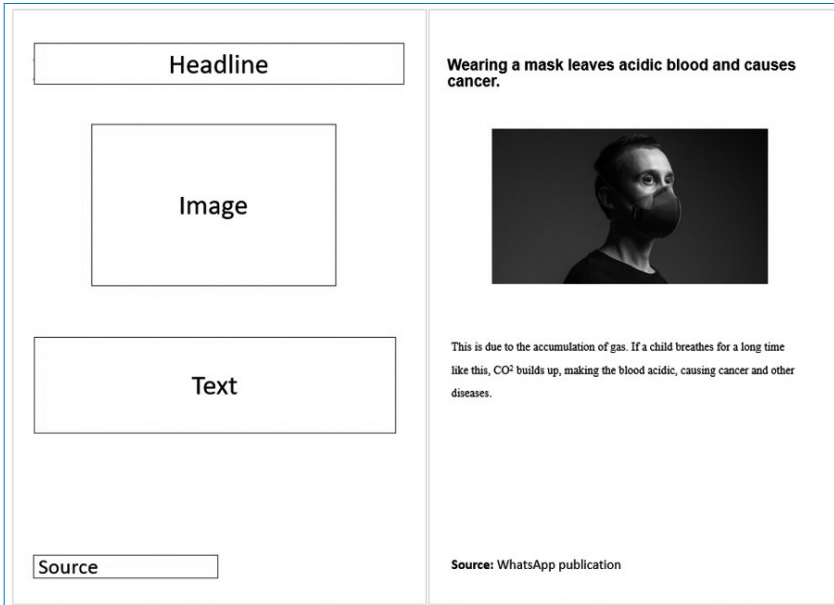 Headline
Image
Text
Source
Wearing a mask leaves acidic blood and causes
cancer.
This is due to the accumulation of gas. If a child breathes for a long time
like this, CO² builds up, making the blood acidic, causing cancer and other
diseases.
Source: WhatsApp publication